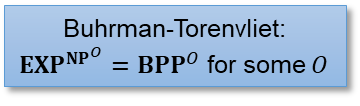 Buhrman-Torenvliet:
EXP^NP^O = BPP^O for some O